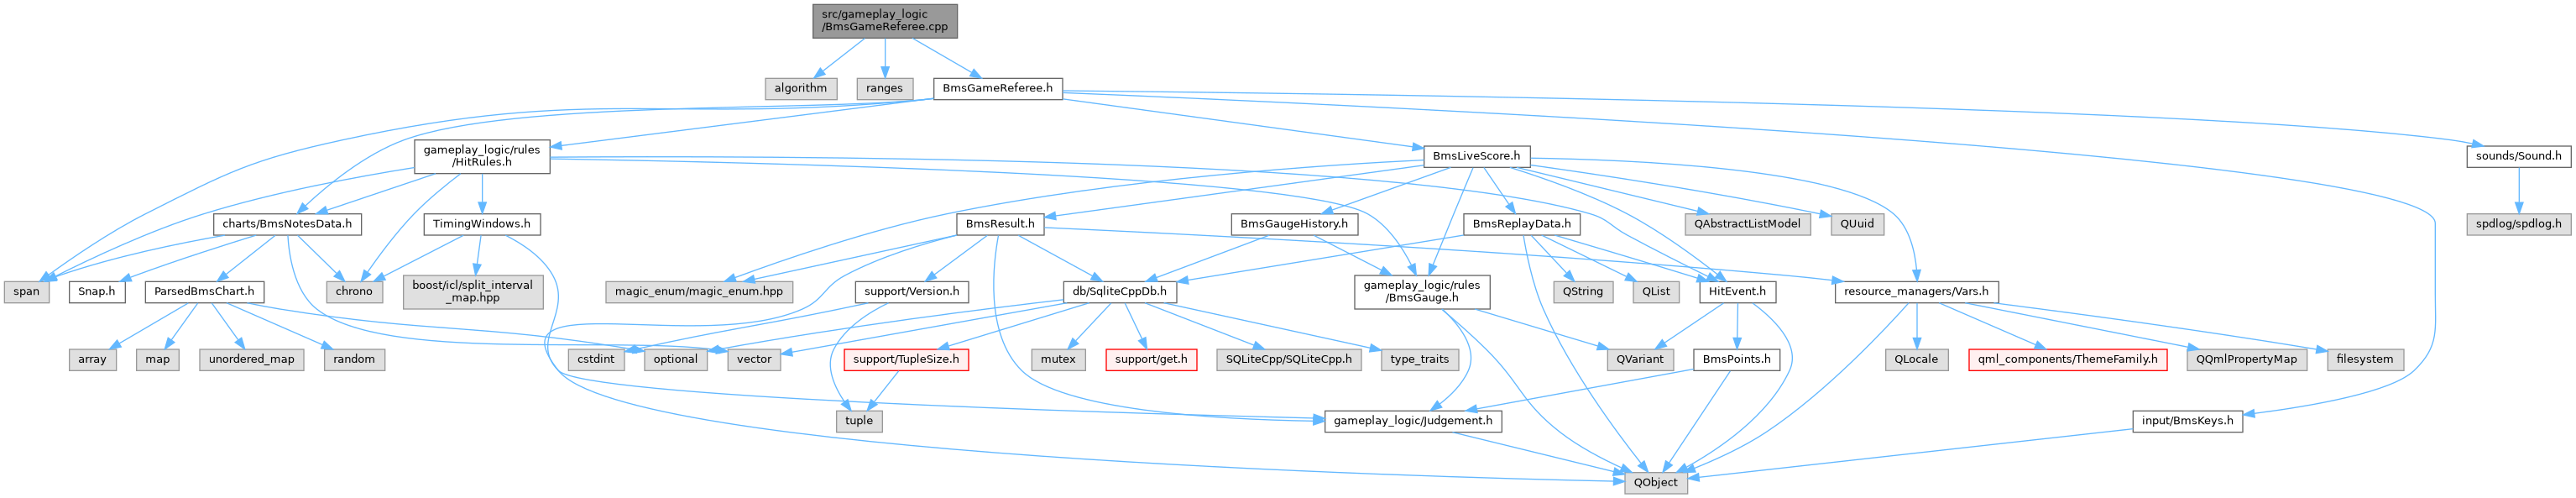 src/gameplay_logic
/BmsGameReferee.cpp
algorithm
ranges
BmsGameReferee.h
gameplay_logic/rules
/HitRules.h
BmsLiveScore.h
sounds/Sound.h
charts/BmsNotesData.h
TimingWindows.h
BmsResult.h
BmsGaugeHistory.h
BmsReplayData.h
QAbstractListModel
QUuid
spdlog/spdlog.h
span
Snap.h
ParsedBmsChart.h
chrono
boost/icl/split_interval
_map.hpp
magic_enum/magic_enum.hpp
support/Version.h
db/SqliteCppDb.h
gameplay_logic/rules
/BmsGauge.h
QString
QList
HitEvent.h
resource_managers/Vars.h
array
map
unordered_map
random
cstdint
optional
vector
support/TupleSize.h
mutex
support/get.h
SQLiteCpp/SQLiteCpp.h
type_traits
QVariant
BmsPoints.h
QLocale
qml_components/ThemeFamily.h
QQmlPropertyMap
filesystem
tuple
gameplay_logic/Judgement.h
input/BmsKeys.h
QObject